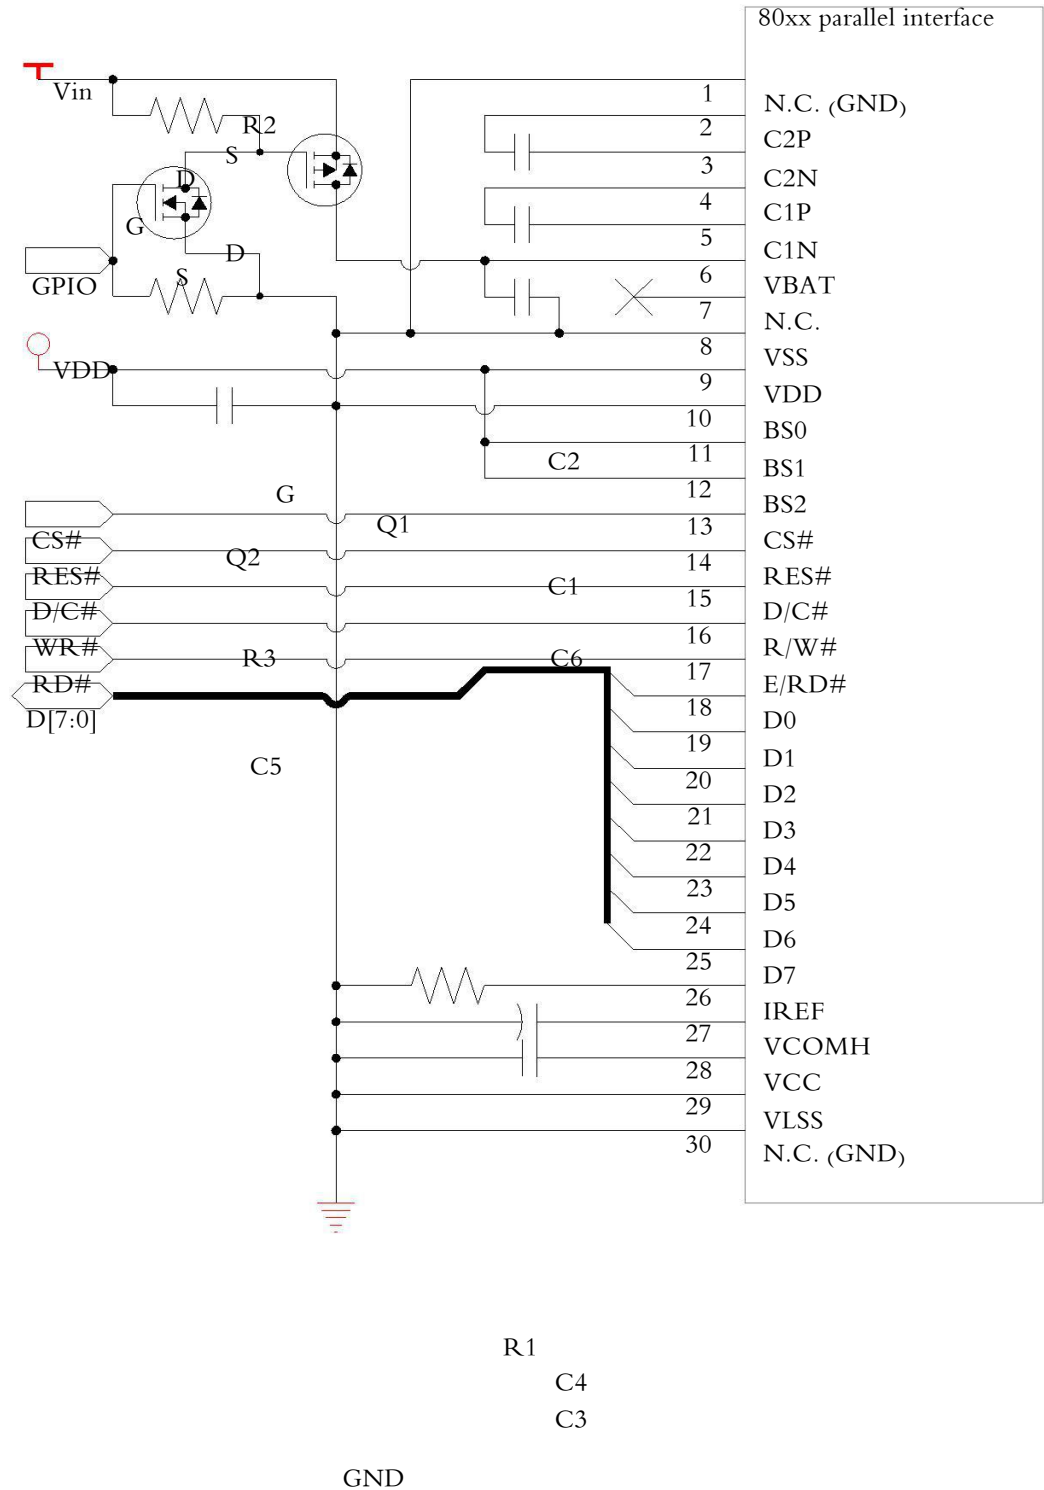 80xx parallel interface
Vin
1
N.C. (GND)
R2
2
C2P
S
3
D
C2N
4
C1P
G
5
D
C1N
6
S
GPIO
VBAT
7
N.C.
8
VSS
VDD
9
VDD
10
BS0
11
C2
BS1
12
G
BS2
Q1
13
CS#
CS#
Q2
14
RES#
RES#
C1
15
D/C#
D/C#
16
WR#
R/W#
R3
C6
17
RD#
E/RD#
18
D[7:0]
D0
19
C5
D1
20
D2
21
D3
22
D4
23
D5
24
D6
25
D7
26
IREF
27
VCOMH
28
VCC
29
VLSS
30
N.C. (GND)
R1
C4
C3
GND